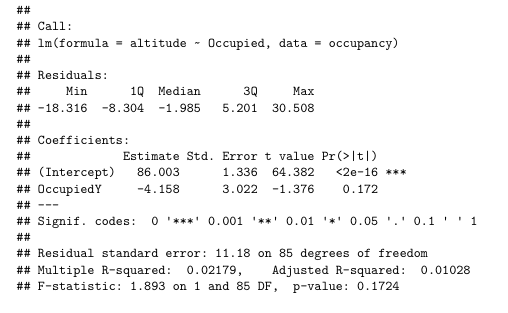 ##
## Call:
## lm(formula = altitude ~ Occupied, data = occupancy)
##
## Residuals:
##     Min      1Q  Median      3Q     Max
## -18.316  -8.304  -1.985   5.201  30.508
##
## Coefficients:
##             Estimate Std. Error t value Pr(>|t|)
## (Intercept)   86.003      1.336  64.382   <2e-16 ***
## OccupiedY     -4.158      3.022  -1.376    0.172
## ---
## Signif. codes:  0 '***' 0.001 '**' 0.01 '*' 0.05 '.' 0.1 ' ' 1
##
## Residual standard error: 11.18 on 85 degrees of freedom
## Multiple R-squared:  0.02179,    Adjusted R-squared:  0.01028
## F-statistic: 1.893 on 1 and 85 DF,  p-value: 0.1724